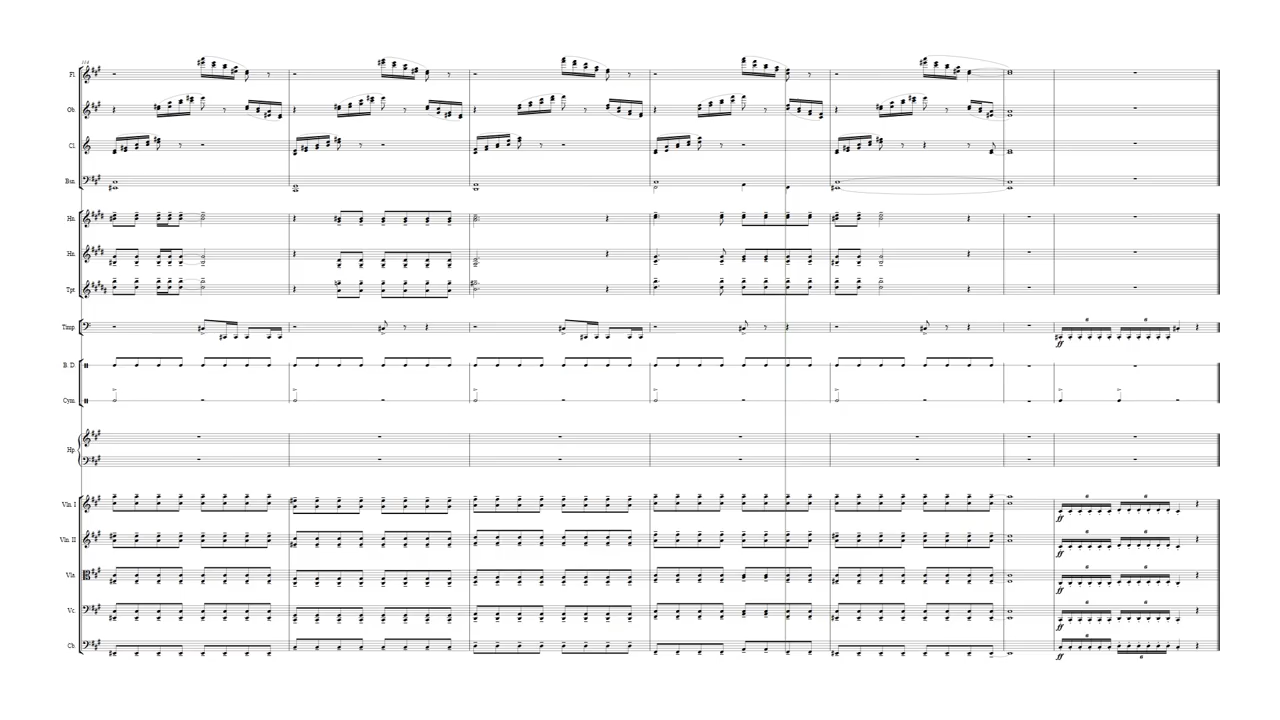 Fl
Ob
Cl
Bsn
Hn
Hn
Tpt
Tmp
ff
B. D
Cym
Hp
Vln. I
ff
Vln. II
ff
Vla
ff
Vc
ff
Cb
ff